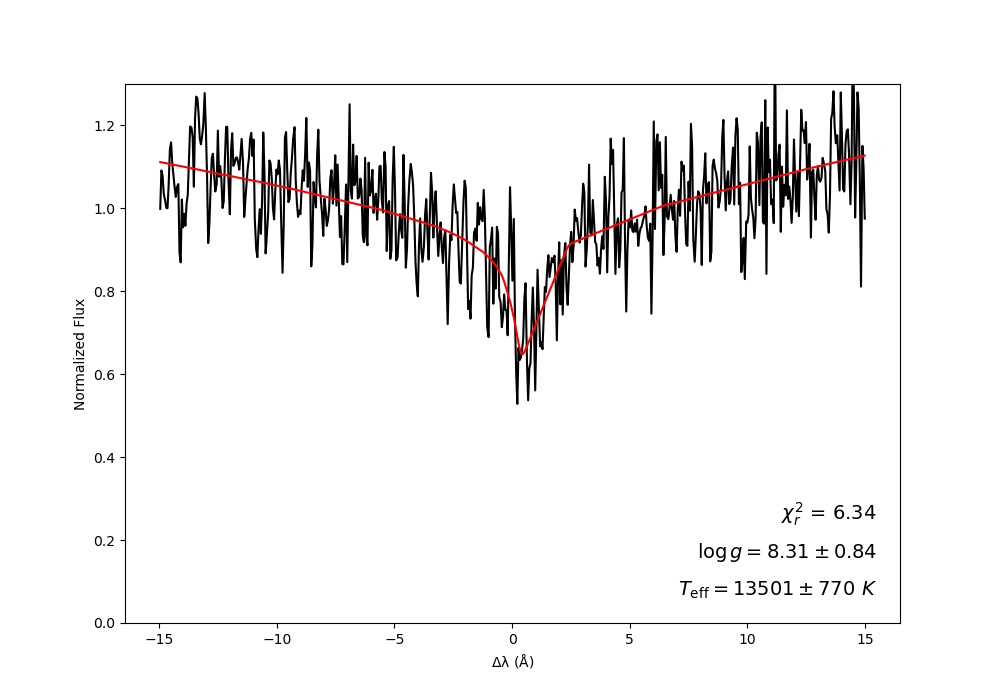 1.2
1.0
0.8
0.6
0.4
0.2
0.0
Normalized Flux
χ²ᵣ = 6.34
log g = 8.31 ± 0.84
T_eff = 13501 ± 770 K
−15 −10 −5 0 5 10 15
Δλ (Å)